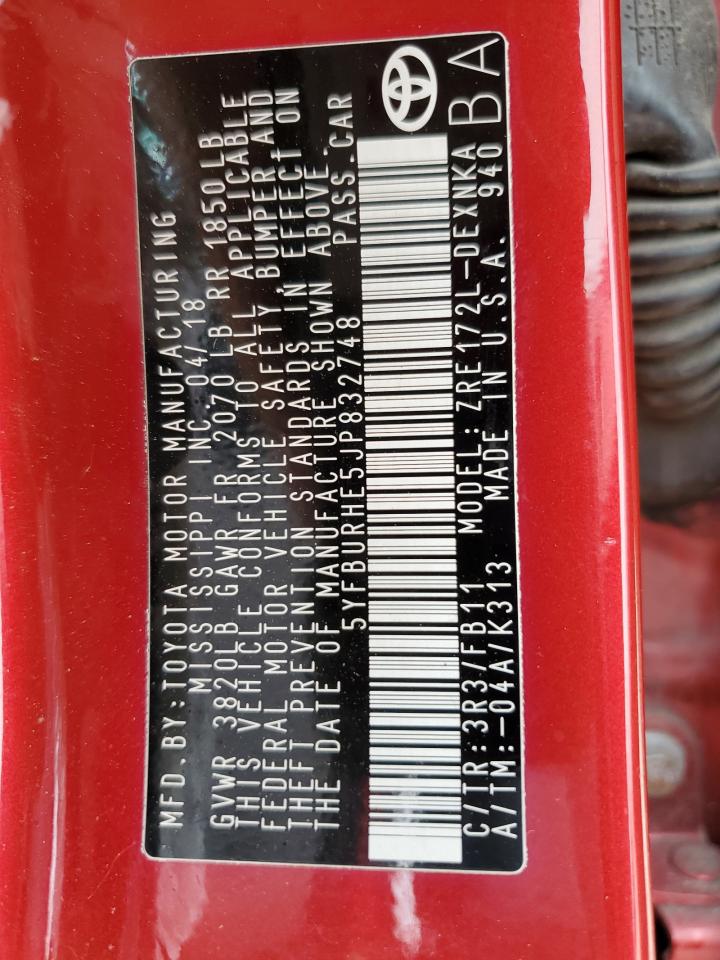 MFD.BY:TOYOTA MOTOR MANUFACTURING
MISSISSIPPI INC. 04/18
GVWR 3820LB GAWR FR 2070LB RR 1850LB
THIS VEHICLE CONFORMS TO ALL APPLICABLE
FEDERAL MOTOR VEHICLE SAFETY,BUMPER AND
THEFT PREVENTION STANDARDS IN EFFECT ON
THE DATE OF MANUFACTURE SHOWN ABOVE.
5YFBURHE5JP832748 PASS.CAR
C/TR:3R3/FB11 MODEL:ZRE172L-DEXNKA
A/TM:-04A/K313 MADE IN U.S.A. 940
BA